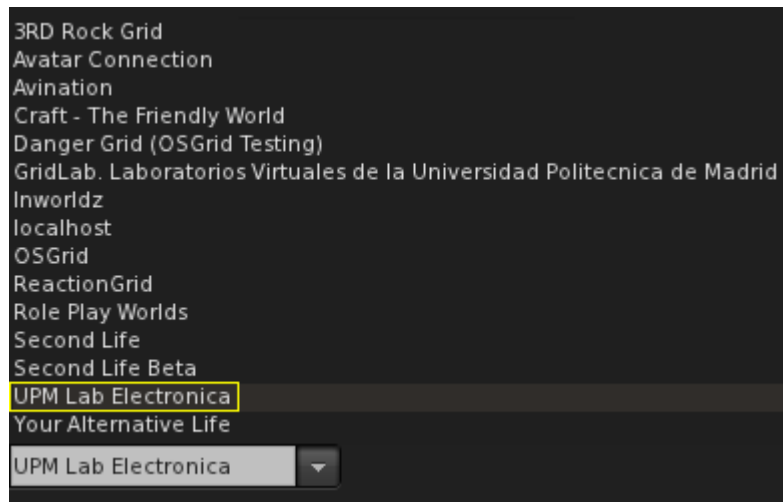 3RD Rock Grid
Avatar Connection
Avination
Craft - The Friendly World
Danger Grid (OSGrid Testing)
GridLab. Laboratorios Virtuales de la Universidad Politecnica de Madrid
Inworldz
localhost
OSGrid
ReactionGrid
Role Play Worlds
Second Life
Second Life Beta
UPM Lab Electronica
Your Alternative Life
UPM Lab Electronica